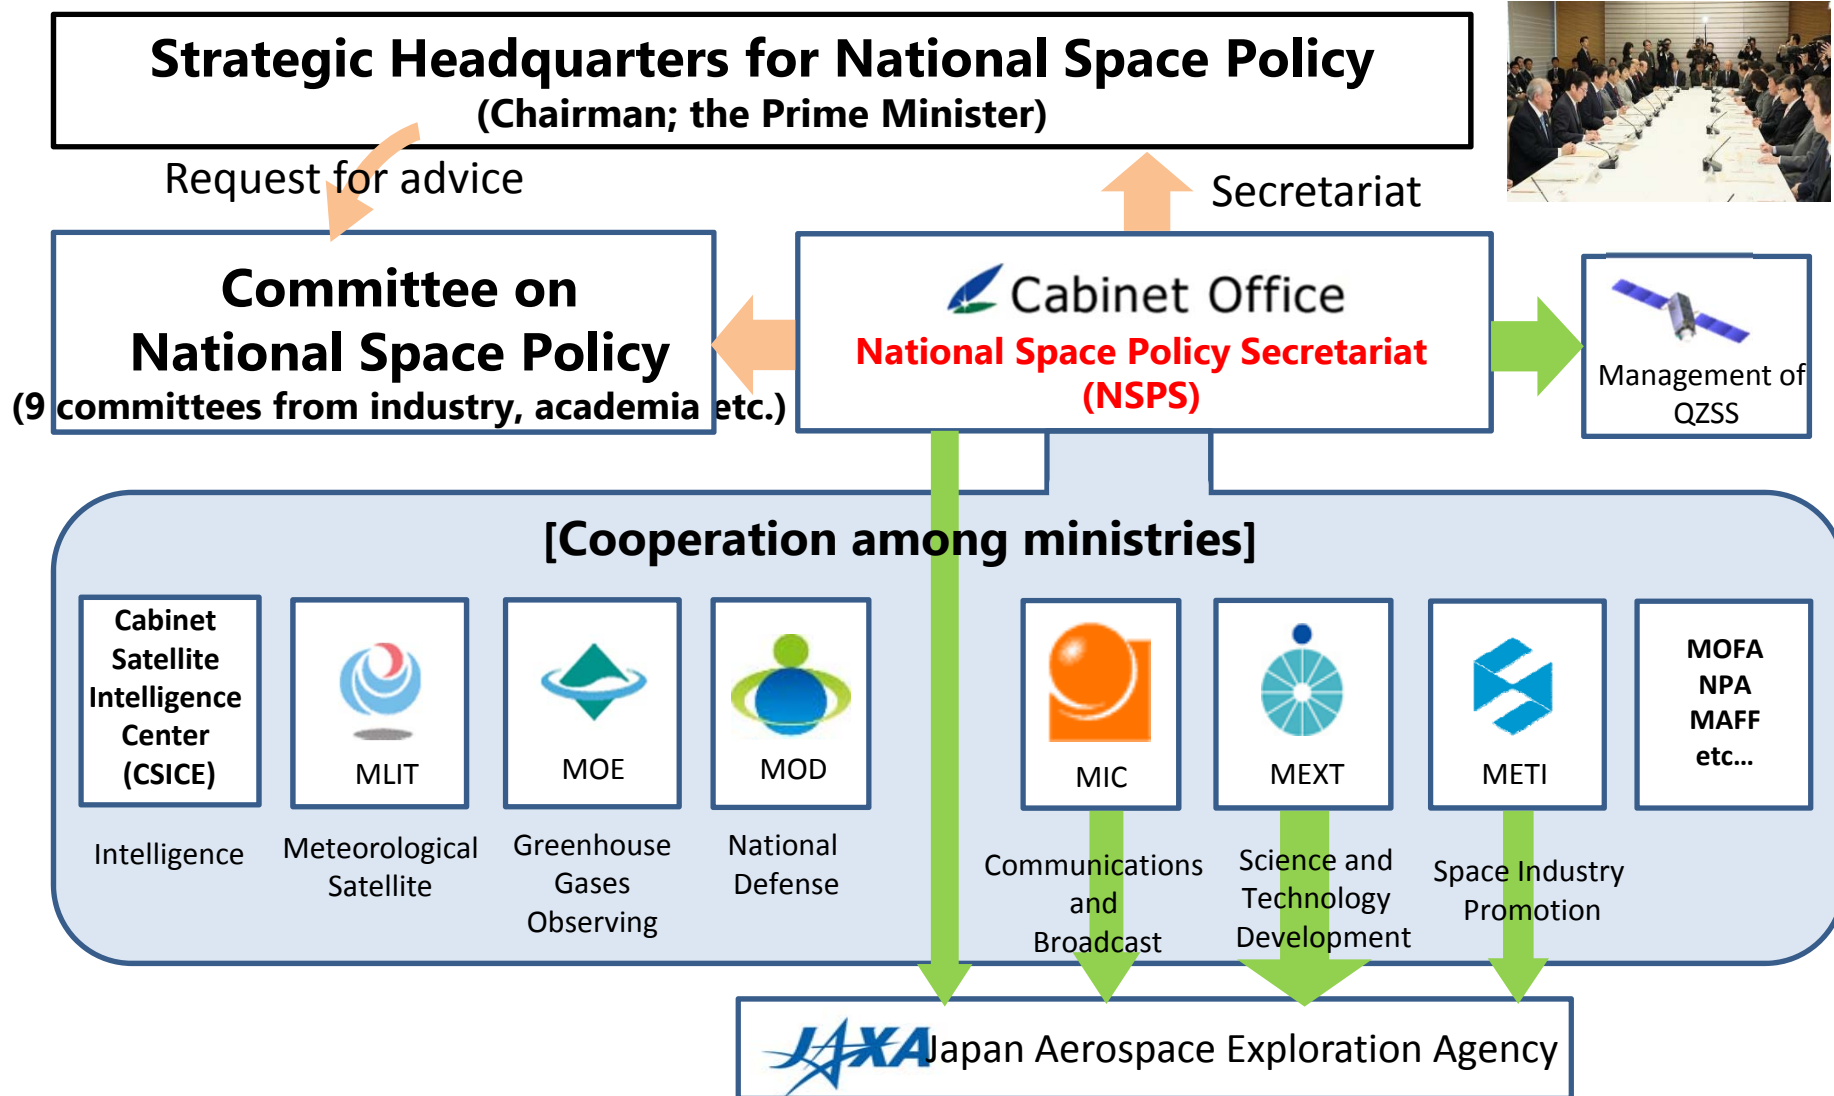 Strategic Headquarters for National Space Policy
(Chairman; the Prime Minister)
Request for advice
Secretariat
Committee on
National Space Policy
(9 committees from industry, academia etc.)
Cabinet Office
National Space Policy Secretariat
(NSPS)
Management of
QZSS
[Cooperation among ministries]
Cabinet
Satellite
Intelligence
Center
(CSICE)
Intelligence
MLIT
Meteorological
Satellite
MOE
Greenhouse
Gases
Observing
MOD
National
Defense
MIC
Communications
and
Broadcast
MEXT
Science and
Technology
Development
METI
Space Industry
Promotion
MOFA
NPA
MAFF
etc...
JAXA Japan Aerospace Exploration Agency